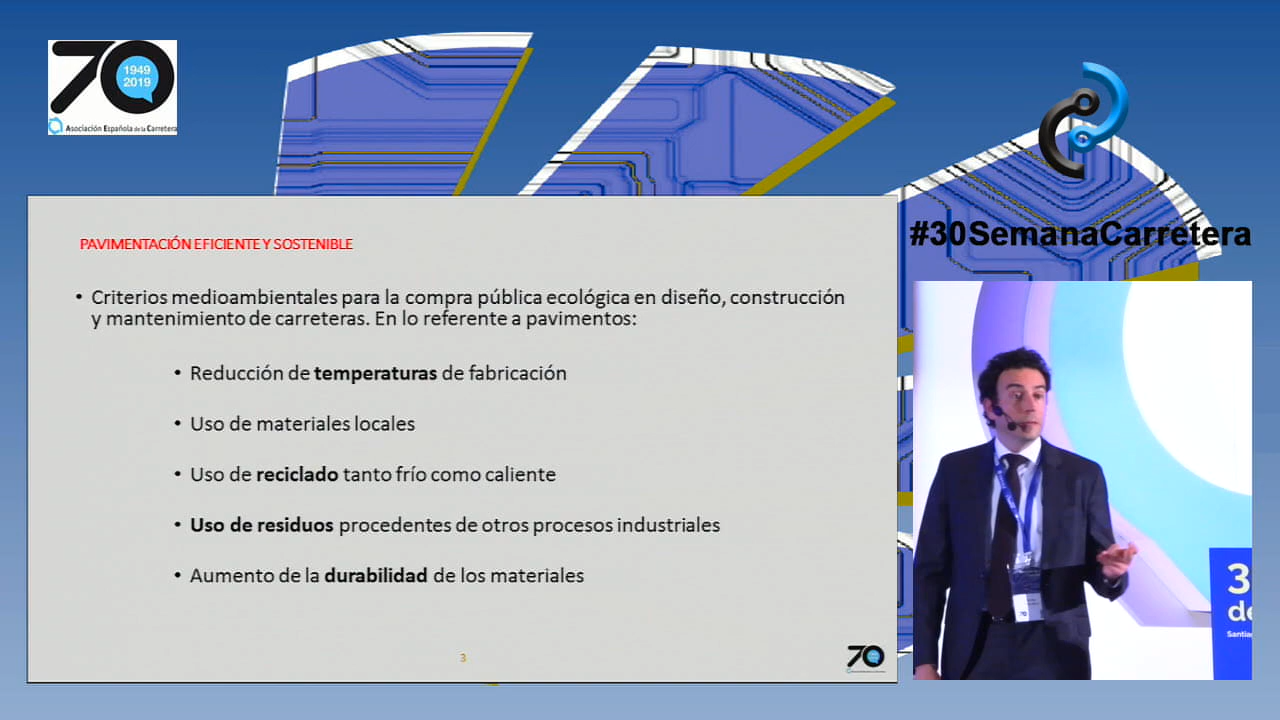 70
1949
2019
Asociación Española de la Carretera
#30SemanaCarretera
PAVIMENTACIÓN EFICIENTE Y SOSTENIBLE
• Criterios medioambientales para la compra pública ecológica en diseño, construcción
y mantenimiento de carreteras. En lo referente a pavimentos:
• Reducción de temperaturas de fabricación
• Uso de materiales locales
• Uso de reciclado tanto frío como caliente
• Uso de residuos procedentes de otros procesos industriales
• Aumento de la durabilidad de los materiales
3
70
3
de
Santia